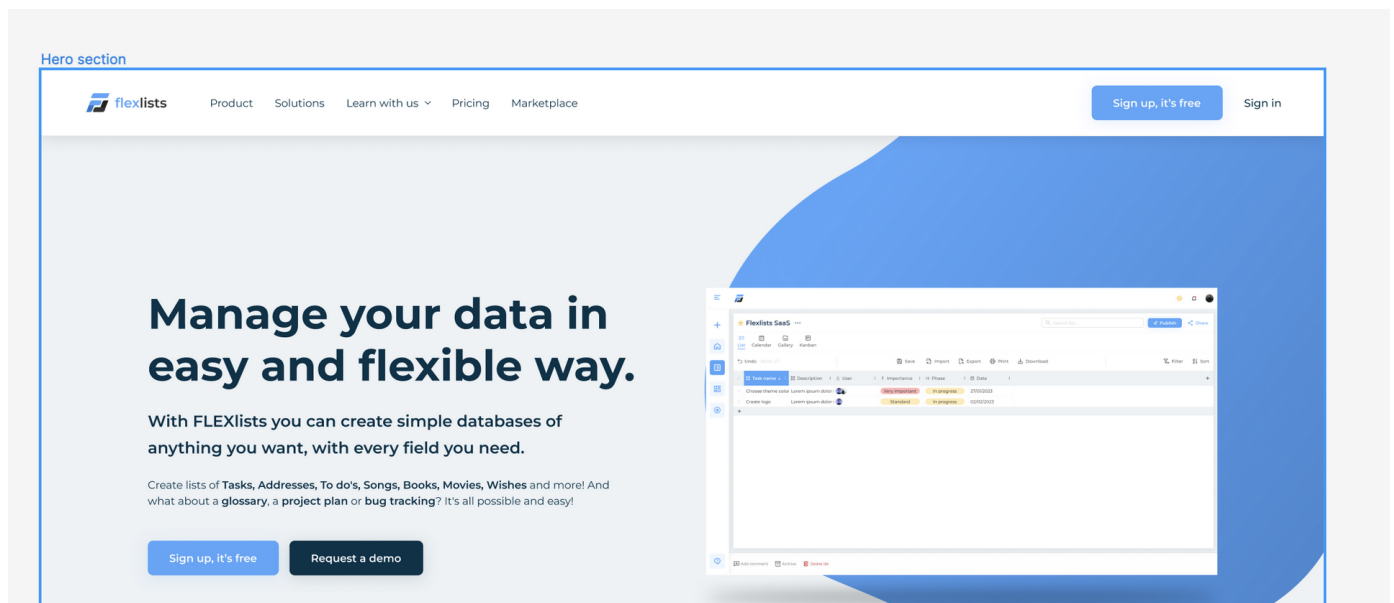 Hero section
flexlists
Product Solutions Learn with us Pricing Marketplace
Sign up, it's free Sign in
Manage your data in
easy and flexible way.
With FLEXlists you can create simple databases of
anything you want, with every field you need.
Create lists of Tasks, Addresses, To do's, Songs, Books, Movies, Wishes and more! And
what about a glossary, a project plan or bug tracking? It's all possible and easy!
Sign up, it's free Request a demo
Flexlists SaaS
Publish Share
List Calendar Gallery Kanban
Undo Save Import Export Print Download Filter Sort
Task name Description User Importance Phase Date
Choose theme color Lorem ipsum dolor Very important In progress 27/01/2023
Create logo Lorem ipsum dolor Standard In progress 02/02/2023
Add comment Archive Delete list